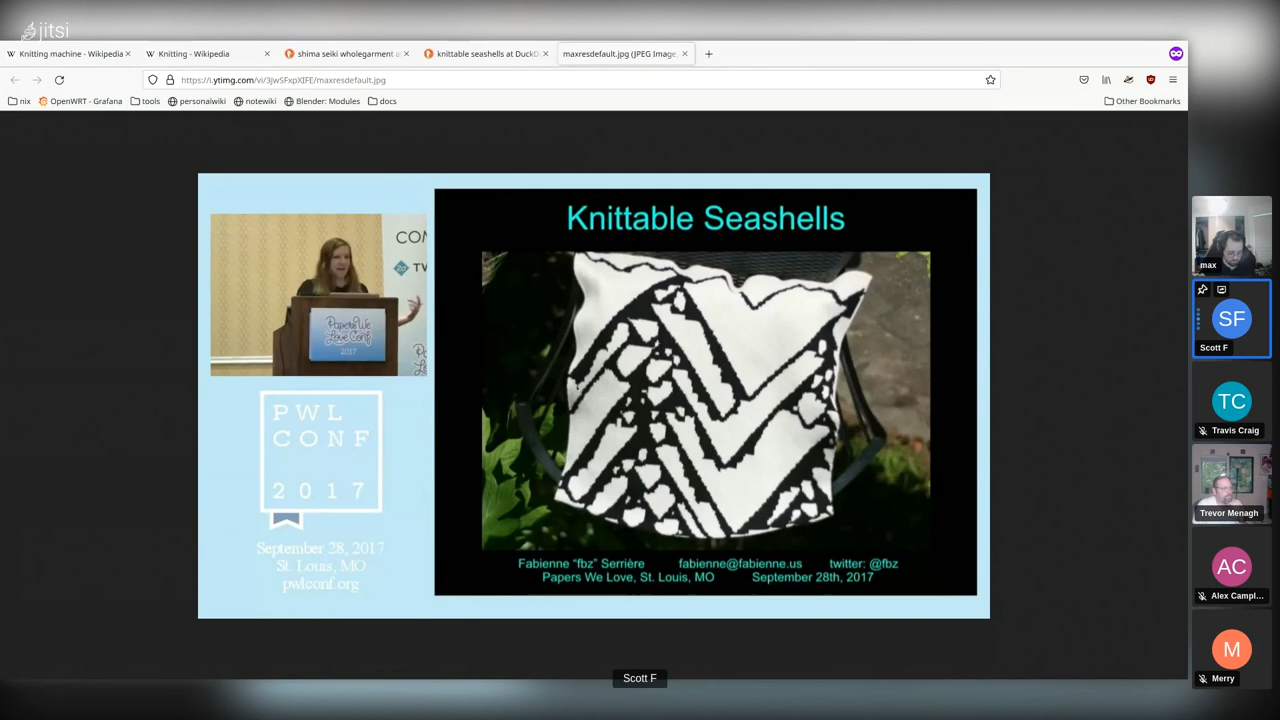 jitsi
Knitting machine - Wikipedia
Knitting - Wikipedia
shima seiki wholegarment a
knittable seashells at DuckD
maxresdefault.jpg (JPEG Image,
https://i.ytimg.com/vi/3JwSFxpXIFE/maxresdefault.jpg
nix
OpenWRT - Grafana
tools
personalwiki
notewiki
Blender: Modules
docs
Other Bookmarks
Knittable Seashells
COM
TW
Papers We
Love Conf
2017
PWL
CONF
2017
September 28, 2017
St. Louis, MO
pwlconf.org
Fabienne "fbz" Serrière fabienne@fabienne.us twitter: @fbz
Papers We Love, St. Louis, MO September 28th, 2017
max
SF
Scott F
TC
Travis Craig
Trevor Menagh
AC
Alex Campl...
M
Merry
Scott F